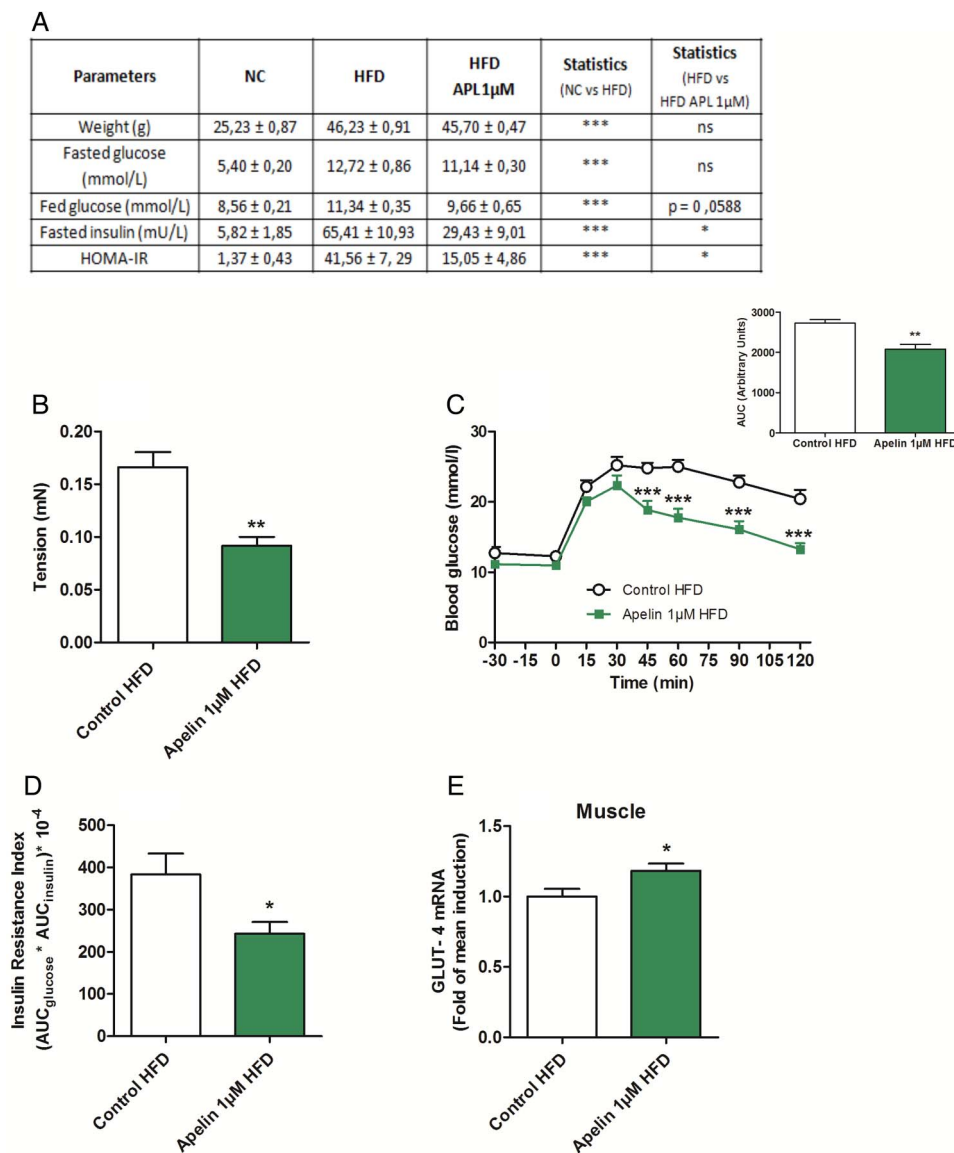 A
Parameters NC HFD HFD APL 1µM Statistics (NC vs HFD) Statistics (HFD vs HFD APL 1µM)
Weight (g) 25,23 ± 0,87 46,23 ± 0,91 45,70 ± 0,47 *** ns
Fasted glucose (mmol/L) 5,40 ± 0,20 12,72 ± 0,86 11,14 ± 0,30 *** ns
Fed glucose (mmol/L) 8,56 ± 0,21 11,34 ± 0,35 9,66 ± 0,65 *** p = 0 ,0588
Fasted insulin (mU/L) 5,82 ± 1,85 65,41 ± 10,93 29,43 ± 9,01 *** *
HOMA-IR 1,37 ± 0,43 41,56 ± 7, 29 15,05 ± 4,86 *** *
AUC (Arbitrary Units)
3000
2000
1000
0
**
Control HFD Apelin 1µM HFD
B
Tension (mN)
0.20
0.15
0.10
0.05
0.00
**
Control HFD
Apelin 1µM HFD
C
Blood glucose (mmol/l)
30
20
10
0
*** *** *** ***
Control HFD
Apelin 1µM HFD
-30 -15 0 15 30 45 60 75 90 105 120
Time (min)
D
Insulin Resistance Index
(AUCglucose * AUCinsulin)* 10-4
500
400
300
200
100
0
*
Control HFD
Apelin 1µM HFD
E
Muscle
GLUT- 4 mRNA
(Fold of mean induction)
1.5
1.0
0.5
0.0
*
Control HFD
Apelin 1µM HFD